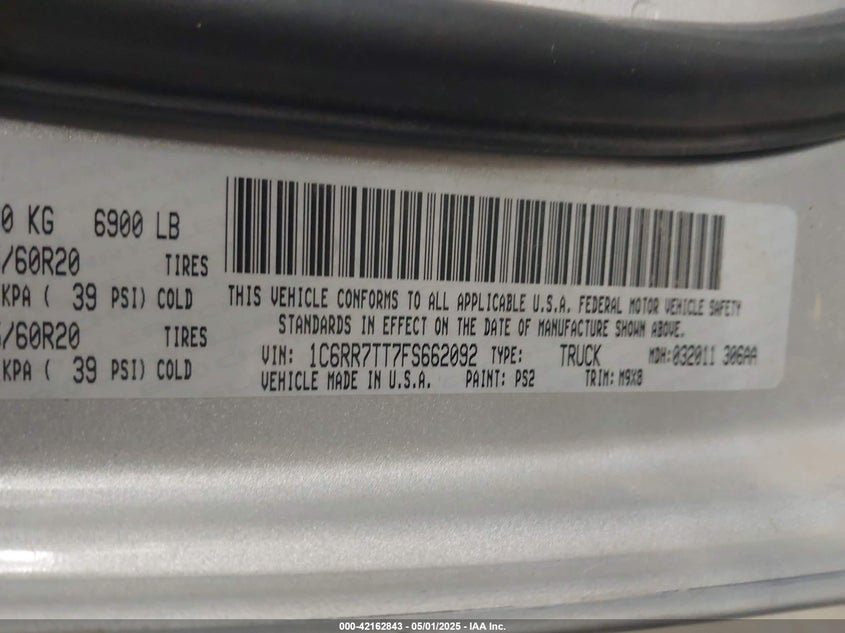 0 KG 6900 LB
/60R20 TIRES
KPA ( 39 PSI) COLD
/60R20 TIRES
KPA ( 39 PSI) COLD
THIS VEHICLE CONFORMS TO ALL APPLICABLE U.S.A. FEDERAL MOTOR VEHICLE SAFETY
STANDARDS IN EFFECT ON THE DATE OF MANUFACTURE SHOWN ABOVE.
VIN: 1C6RR7TT7FS662092 TYPE: TRUCK MDH:032011 306AA
VEHICLE MADE IN U.S.A. PAINT: PS2 TRIM: M9X8
000-42162843 - 05/01/2025 - IAA Inc.